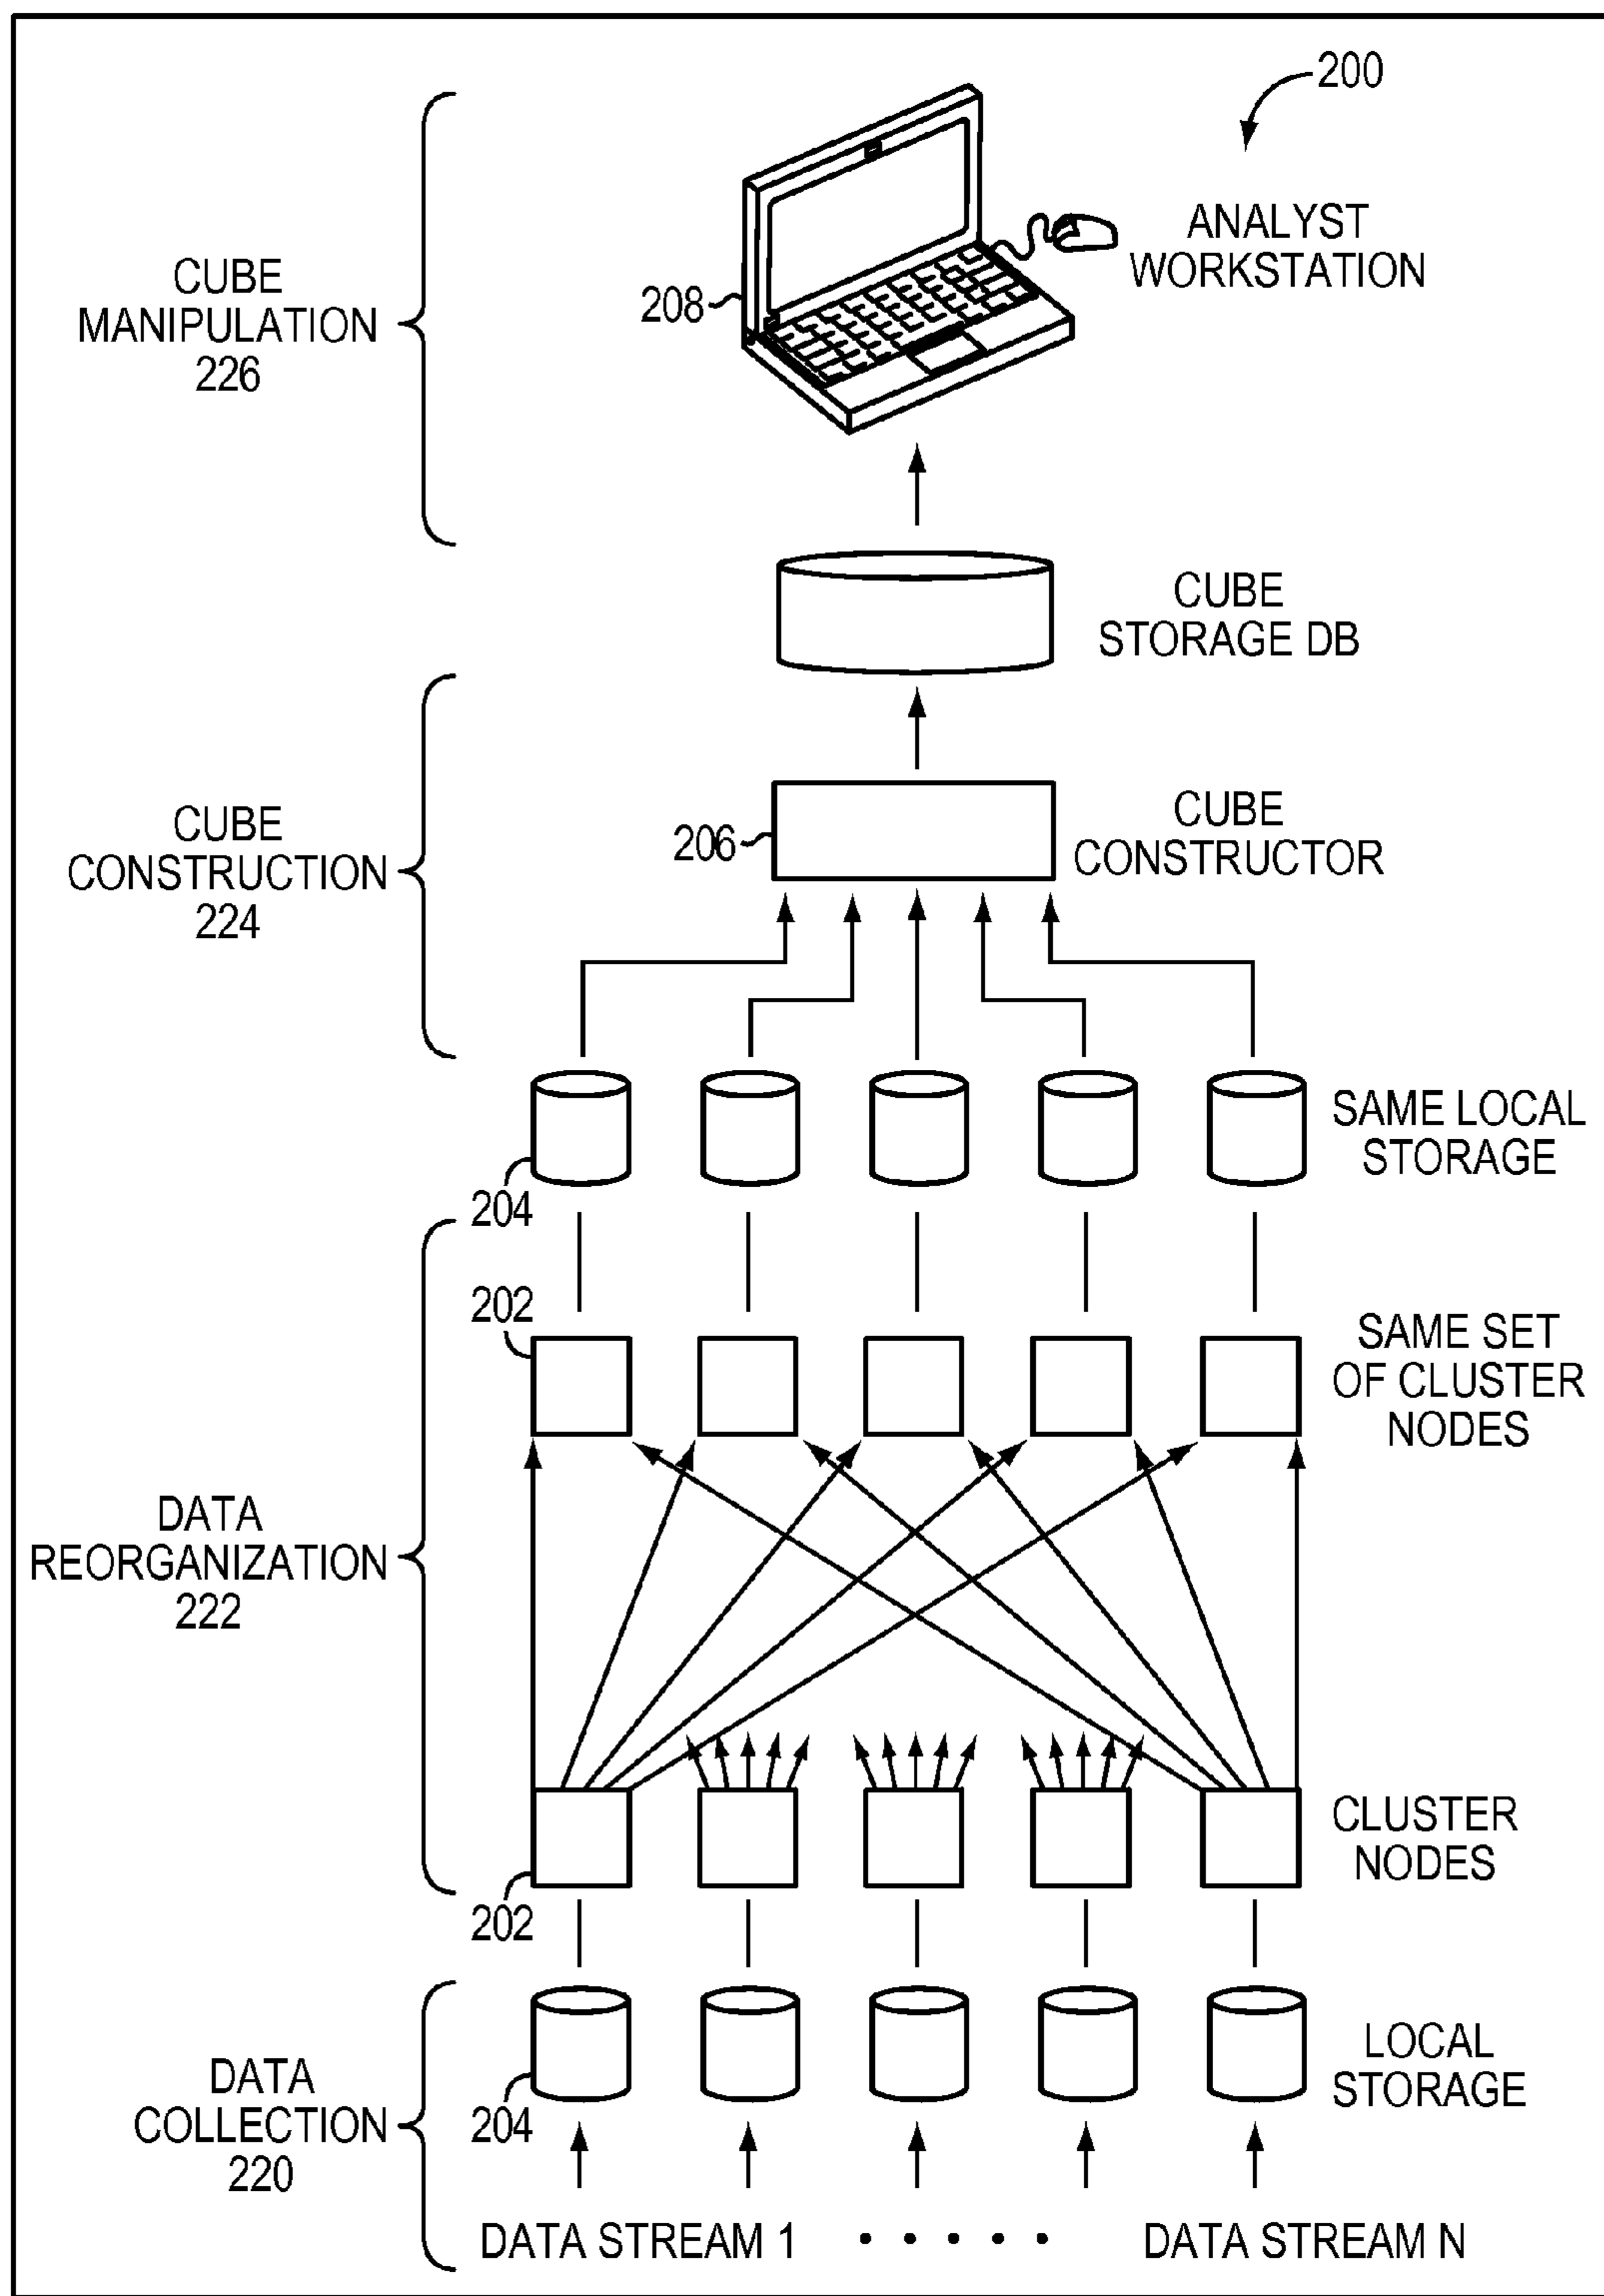 200
ANALYST
WORKSTATION
208
CUBE
MANIPULATION
226
CUBE
STORAGE DB
206
CUBE
CONSTRUCTOR
CUBE
CONSTRUCTION
224
SAME LOCAL
STORAGE
204
202
SAME SET
OF CLUSTER
NODES
DATA
REORGANIZATION
222
CLUSTER
NODES
202
LOCAL
STORAGE
204
DATA
COLLECTION
220
DATA STREAM 1 • • • • • DATA STREAM N